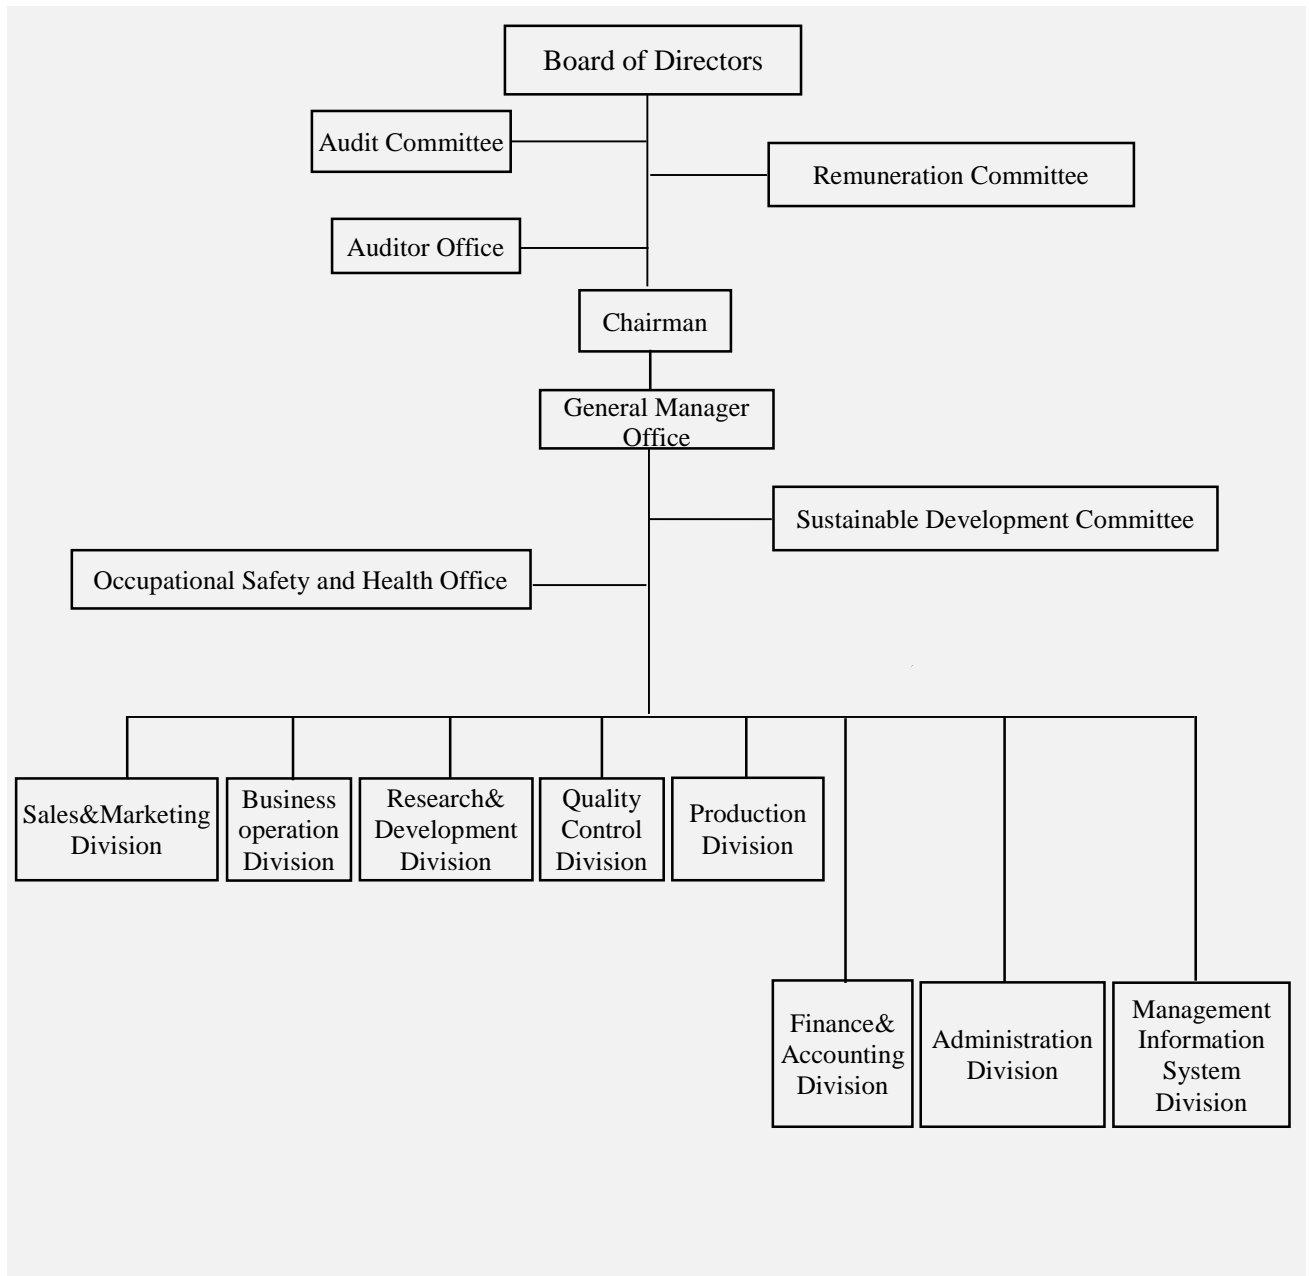 Board of Directors
Audit Committee
Remuneration Committee
Auditor Office
Chairman
General Manager
Office
Sustainable Development Committee
Occupational Safety and Health Office
Sales&Marketing
Division
Business
operation
Division
Research&
Development
Division
Quality
Control
Division
Production
Division
Finance&
Accounting
Division
Administration
Division
Management
Information
System
Division